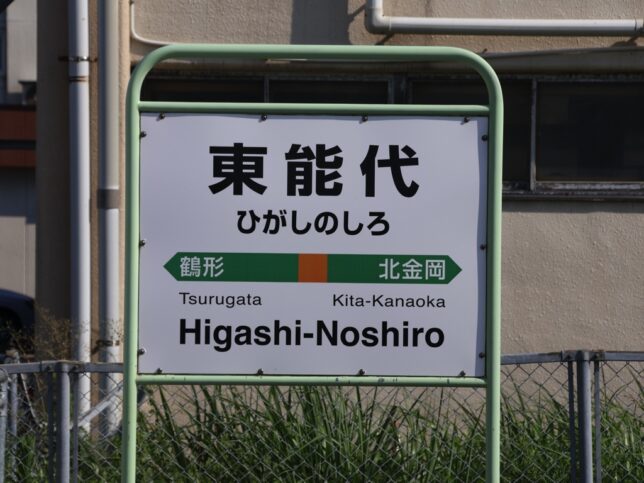 東能代
ひがしのしろ
鶴形 北金岡
Tsurugata Kita-Kanaoka
Higashi-Noshiro